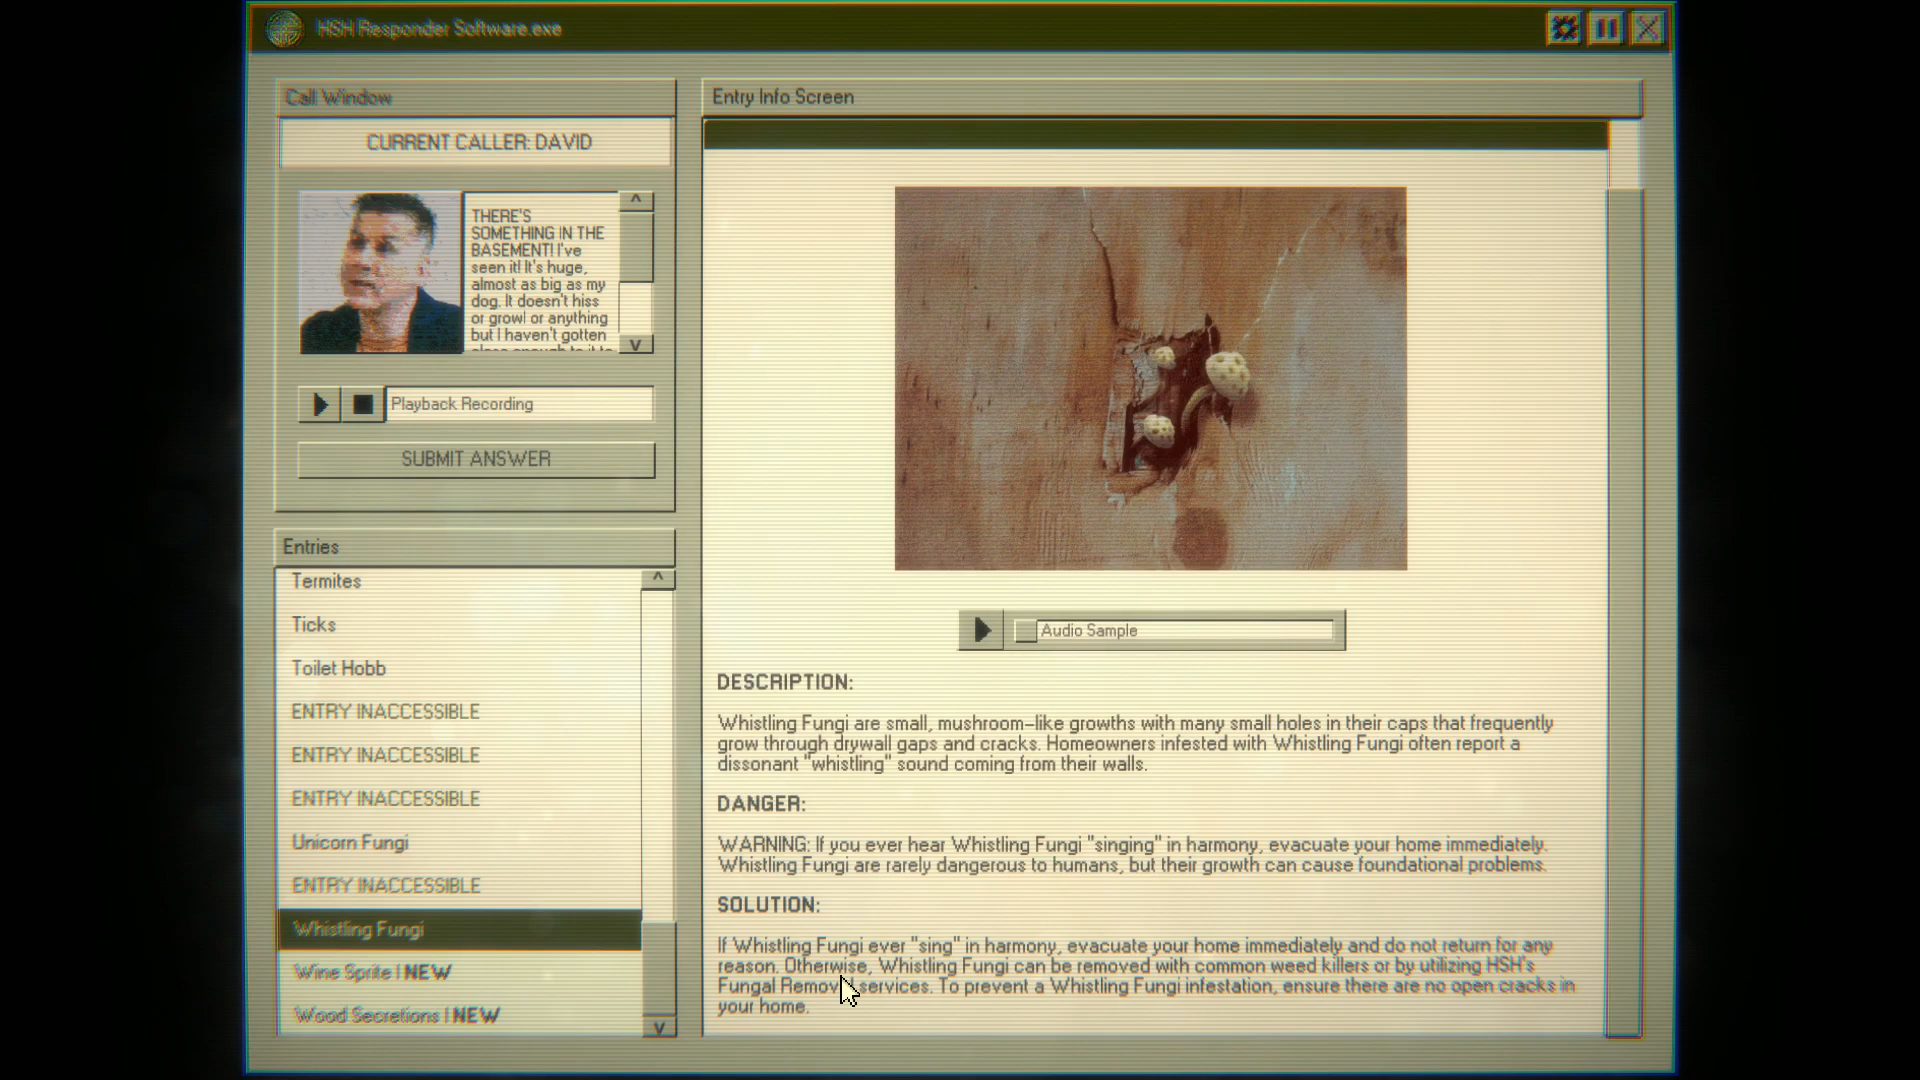 HSH Responder Software.exe
Call Window
CURRENT CALLER: DAVID
THERE'S
SOMETHING IN THE
BASEMENT! I've
seen it! It's huge,
almost as big as my
dog. It doesn't hiss
or growl or anything
but I haven't gotten
Playback Recording
SUBMIT ANSWER
Entries
Termites
Ticks
Toilet Hobb
ENTRY INACCESSIBLE
ENTRY INACCESSIBLE
ENTRY INACCESSIBLE
Unicorn Fungi
ENTRY INACCESSIBLE
Whistling Fungi
Wine Sprite | NEW
Wood Secretions | NEW
Entry Info Screen
Audio Sample
DESCRIPTION:
Whistling Fungi are small, mushroom-like growths with many small holes in their caps that frequently
grow through drywall gaps and cracks. Homeowners infested with Whistling Fungi often report a
dissonant "whistling" sound coming from their walls.
DANGER:
WARNING: If you ever hear Whistling Fungi "singing" in harmony, evacuate your home immediately.
Whistling Fungi are rarely dangerous to humans, but their growth can cause foundational problems.
SOLUTION:
If Whistling Fungi ever "sing" in harmony, evacuate your home immediately and do not return for any
reason. Otherwise, Whistling Fungi can be removed with common weed killers or by utilizing HSH's
Fungal Removal services. To prevent a Whistling Fungi infestation, ensure there are no open cracks in
your home.